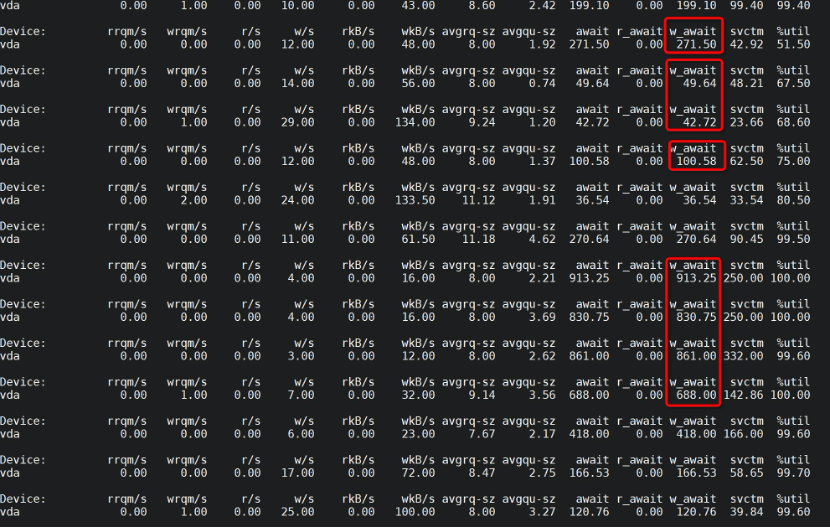 vda 0.00 1.00 0.00 10.00 0.00 43.00 8.60 2.42 199.10 0.00 199.10 99.40 99.40
Device: rrqm/s wrqm/s r/s w/s rkB/s wkB/s avgrq-sz avgqu-sz await r_await w_await svctm %util
vda 0.00 0.00 0.00 12.00 0.00 48.00 8.00 1.92 271.50 0.00 271.50 42.92 51.50
Device: rrqm/s wrqm/s r/s w/s rkB/s wkB/s avgrq-sz avgqu-sz await r_await w_await svctm %util
vda 0.00 0.00 0.00 14.00 0.00 56.00 8.00 0.74 49.64 0.00 49.64 48.21 67.50
Device: rrqm/s wrqm/s r/s w/s rkB/s wkB/s avgrq-sz avgqu-sz await r_await w_await svctm %util
vda 0.00 1.00 0.00 29.00 0.00 134.00 9.24 1.20 42.72 0.00 42.72 23.66 68.60
Device: rrqm/s wrqm/s r/s w/s rkB/s wkB/s avgrq-sz avgqu-sz await r_await w_await svctm %util
vda 0.00 0.00 0.00 12.00 0.00 48.00 8.00 1.37 100.58 0.00 100.58 62.50 75.00
Device: rrqm/s wrqm/s r/s w/s rkB/s wkB/s avgrq-sz avgqu-sz await r_await w_await svctm %util
vda 0.00 2.00 0.00 24.00 0.00 133.50 11.12 1.91 36.54 0.00 36.54 33.54 80.50
Device: rrqm/s wrqm/s r/s w/s rkB/s wkB/s avgrq-sz avgqu-sz await r_await w_await svctm %util
vda 0.00 0.00 0.00 11.00 0.00 61.50 11.18 4.62 270.64 0.00 270.64 90.45 99.50
Device: rrqm/s wrqm/s r/s w/s rkB/s wkB/s avgrq-sz avgqu-sz await r_await w_await svctm %util
vda 0.00 0.00 0.00 4.00 0.00 16.00 8.00 2.21 913.25 0.00 913.25 250.00 100.00
Device: rrqm/s wrqm/s r/s w/s rkB/s wkB/s avgrq-sz avgqu-sz await r_await w_await svctm %util
vda 0.00 0.00 0.00 4.00 0.00 16.00 8.00 3.69 830.75 0.00 830.75 250.00 100.00
Device: rrqm/s wrqm/s r/s w/s rkB/s wkB/s avgrq-sz avgqu-sz await r_await w_await svctm %util
vda 0.00 0.00 0.00 3.00 0.00 12.00 8.00 2.62 861.00 0.00 861.00 332.00 99.60
Device: rrqm/s wrqm/s r/s w/s rkB/s wkB/s avgrq-sz avgqu-sz await r_await w_await svctm %util
vda 0.00 1.00 0.00 7.00 0.00 32.00 9.14 3.56 688.00 0.00 688.00 142.86 100.00
Device: rrqm/s wrqm/s r/s w/s rkB/s wkB/s avgrq-sz avgqu-sz await r_await w_await svctm %util
vda 0.00 0.00 0.00 6.00 0.00 23.00 7.67 2.17 418.00 0.00 418.00 166.00 99.60
Device: rrqm/s wrqm/s r/s w/s rkB/s wkB/s avgrq-sz avgqu-sz await r_await w_await svctm %util
vda 0.00 0.00 0.00 17.00 0.00 72.00 8.47 2.75 166.53 0.00 166.53 58.65 99.70
Device: rrqm/s wrqm/s r/s w/s rkB/s wkB/s avgrq-sz avgqu-sz await r_await w_await svctm %util
vda 0.00 1.00 0.00 25.00 0.00 100.00 8.00 3.27 120.76 0.00 120.76 39.84 99.60